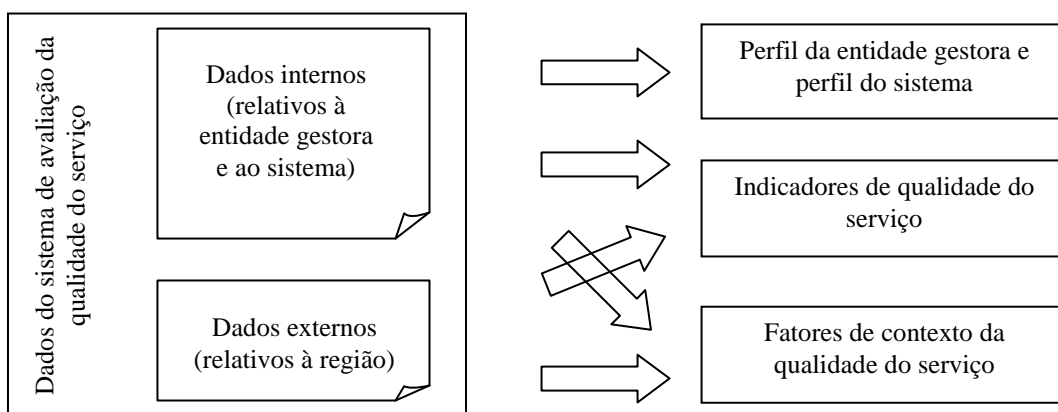 Dados do sistema de avaliação da
qualidade do serviço
Dados internos
(relativos à
entidade gestora
e ao sistema)
Dados externos
(relativos à região)
Perfil da entidade gestora e
perfil do sistema
Indicadores de qualidade do
serviço
Fatores de contexto da
qualidade do serviço